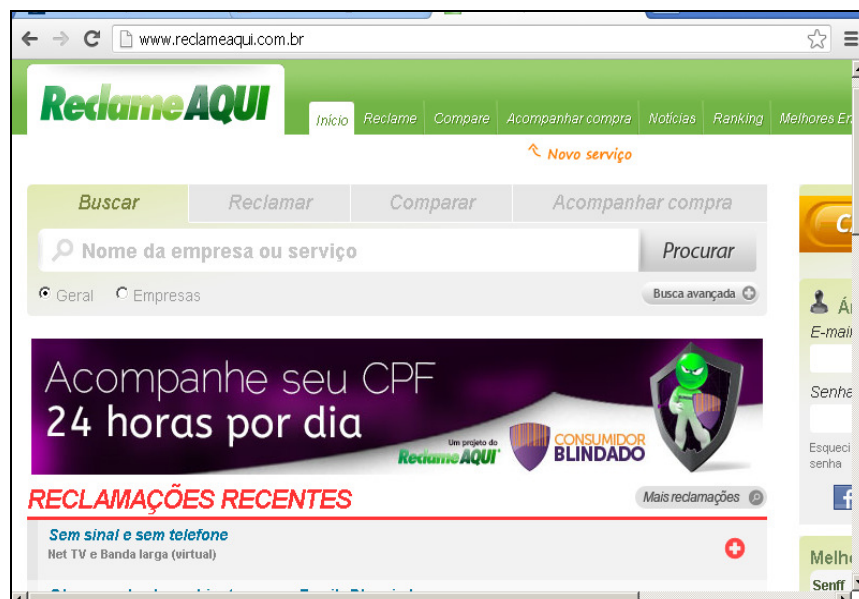 www.reclameaqui.com.br
ReclameAQUI
Início Reclame Compare Acompanhar compra Notícias Ranking Melhores
Novo serviço
Buscar Reclamar Comparar Acompanhar compra
Nome da empresa ou serviço Procurar
Geral Empresas Busca avançada
E-mail
Senha
Esqueci
senha
Acompanhe seu CPF
24 horas por dia
Um projeto do
ReclameAQUI
CONSUMIDOR
BLINDADO
RECLAMAÇÕES RECENTES Mais reclamações
Sem sinal e sem telefone
Net TV e Banda larga (virtual)
Senff